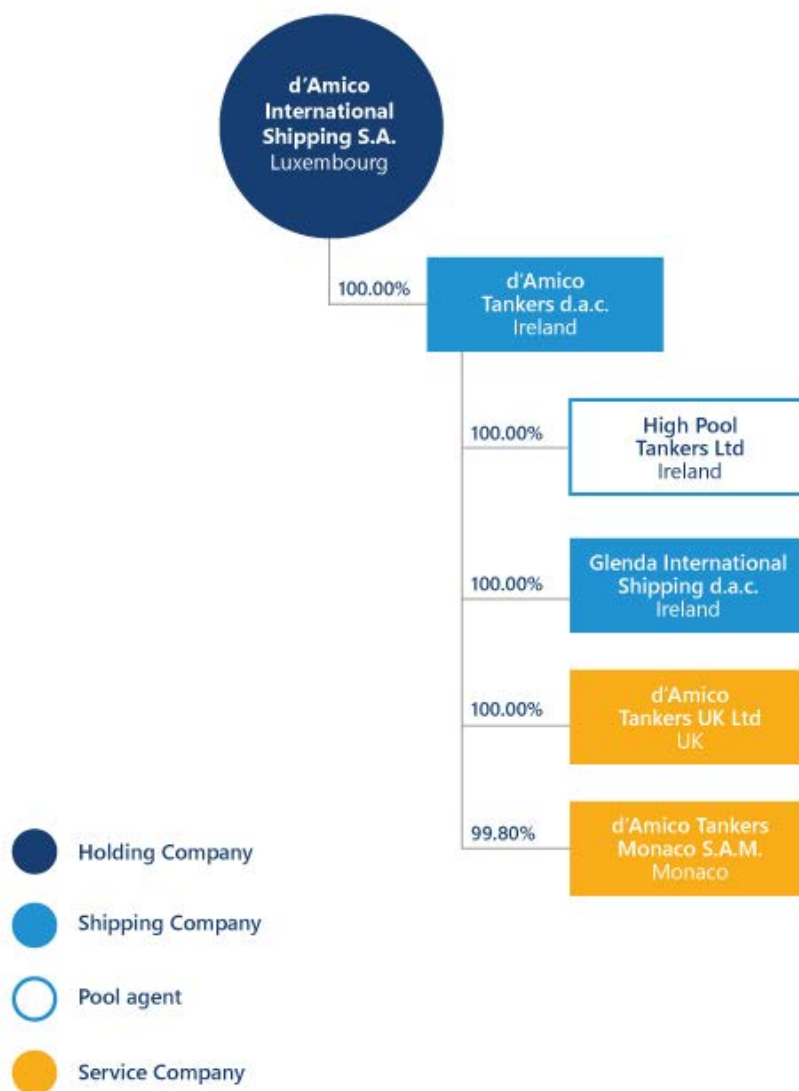 d'Amico
International
Shipping S.A.
Luxembourg
100.00%
d'Amico
Tankers d.a.c.
Ireland
100.00%
High Pool
Tankers Ltd
Ireland
100.00%
Glenda International
Shipping d.a.c.
Ireland
100.00%
d'Amico
Tankers UK Ltd
UK
99.80%
d'Amico Tankers
Monaco S.A.M.
Monaco
Holding Company
Shipping Company
Pool agent
Service Company